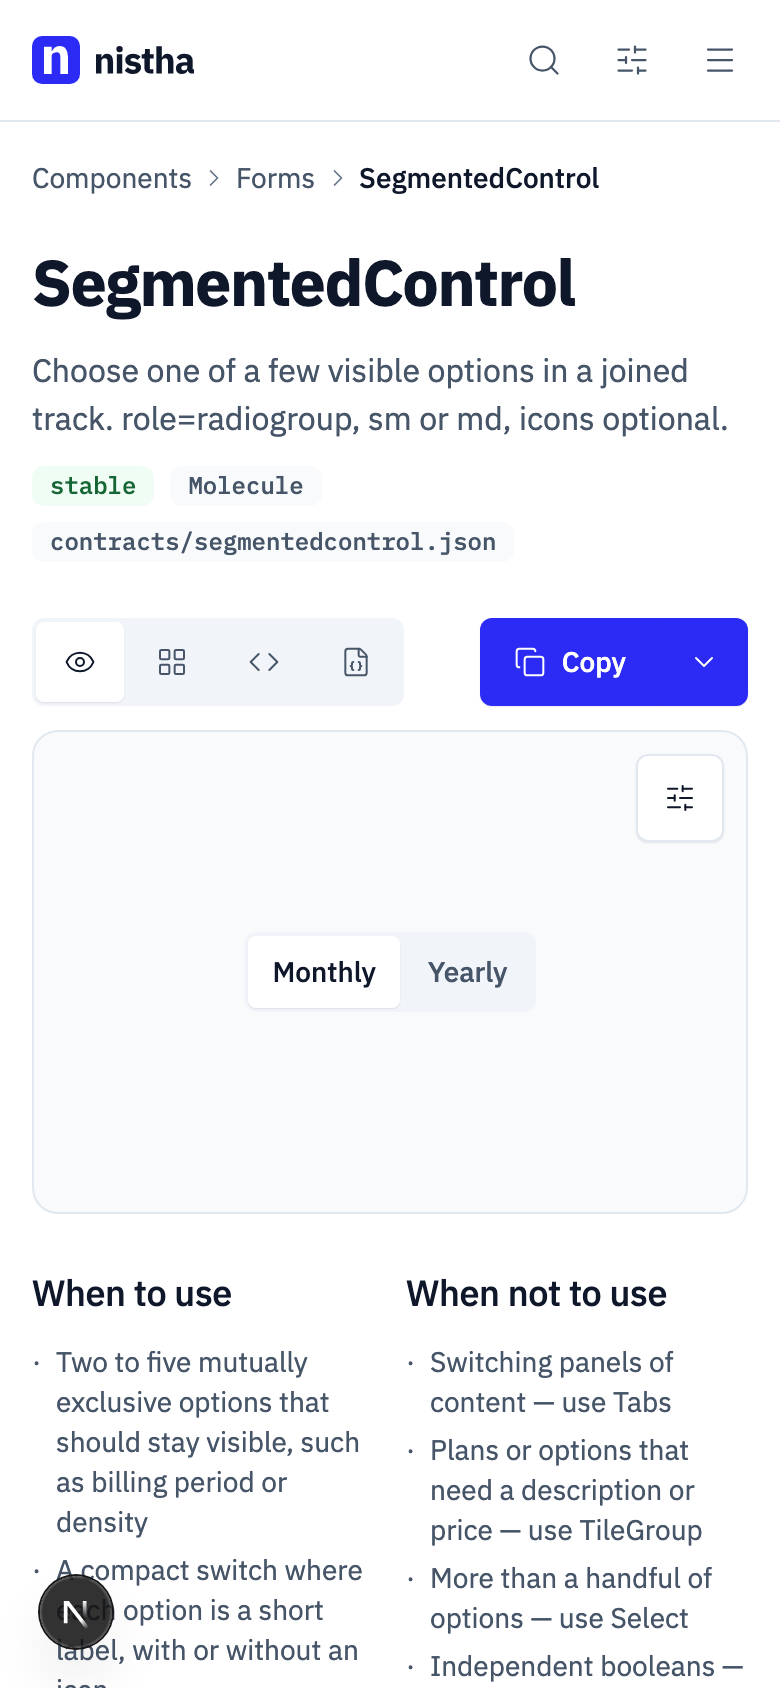 nistha
Components > Forms > SegmentedControl
SegmentedControl
Choose one of a few visible options in a joined
track. role=radiogroup, sm or md, icons optional.
stable Molecule
contracts/segmentedcontrol.json
Copy
Monthly Yearly
When to use
· Two to five mutually
exclusive options that
should stay visible, such
as billing period or
density
· A compact switch where
each option is a short
label, with or without an
icon
When not to use
· Switching panels of
content — use Tabs
· Plans or options that
need a description or
price — use TileGroup
· More than a handful of
options — use Select
· Independent booleans —